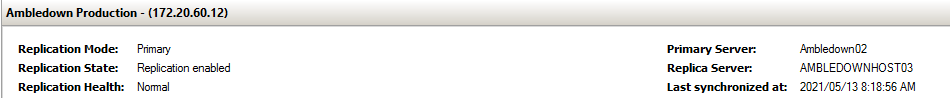 Ambledown Production - (172.20.60.12)
Replication Mode: Primary Primary Server: Ambledown02
Replication State: Replication enabled Replica Server: AMBLEDOWNHOST03
Replication Health: Normal Last synchronized at: 2021/05/13 8:18:56 AM